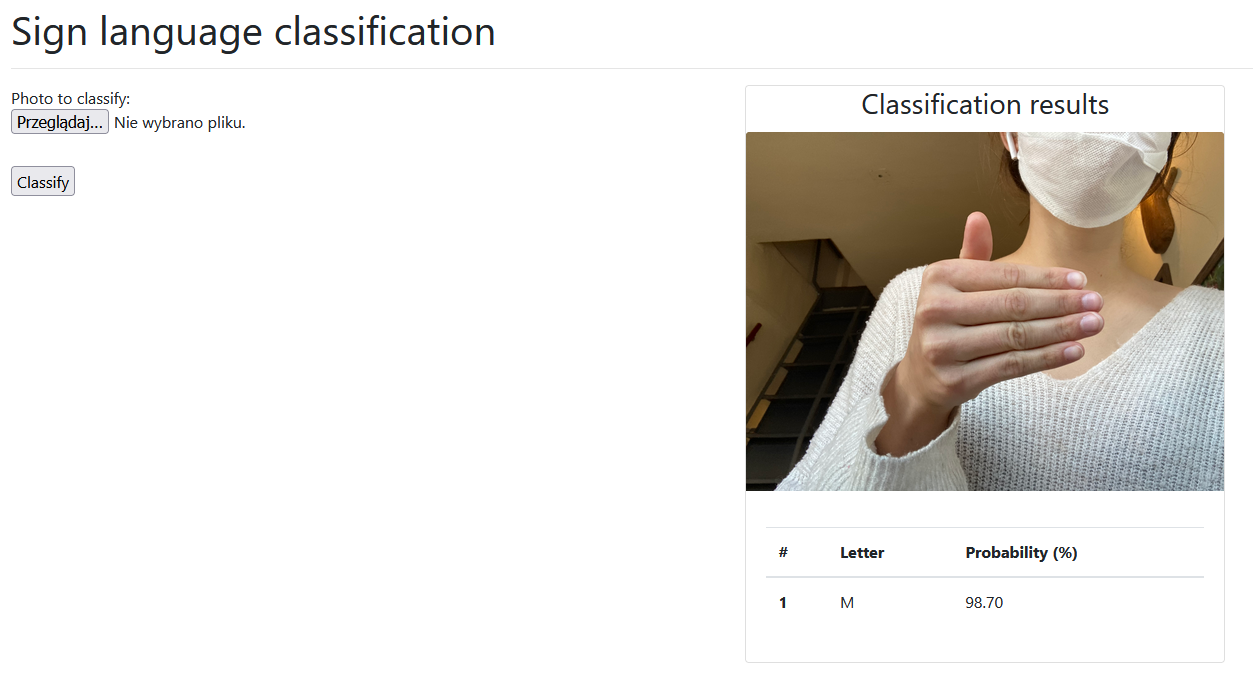 Sign language classification
Photo to classify:
Przeglądaj... Nie wybrano pliku.
Classify
Classification results
# Letter Probability (%)
1 M 98.70